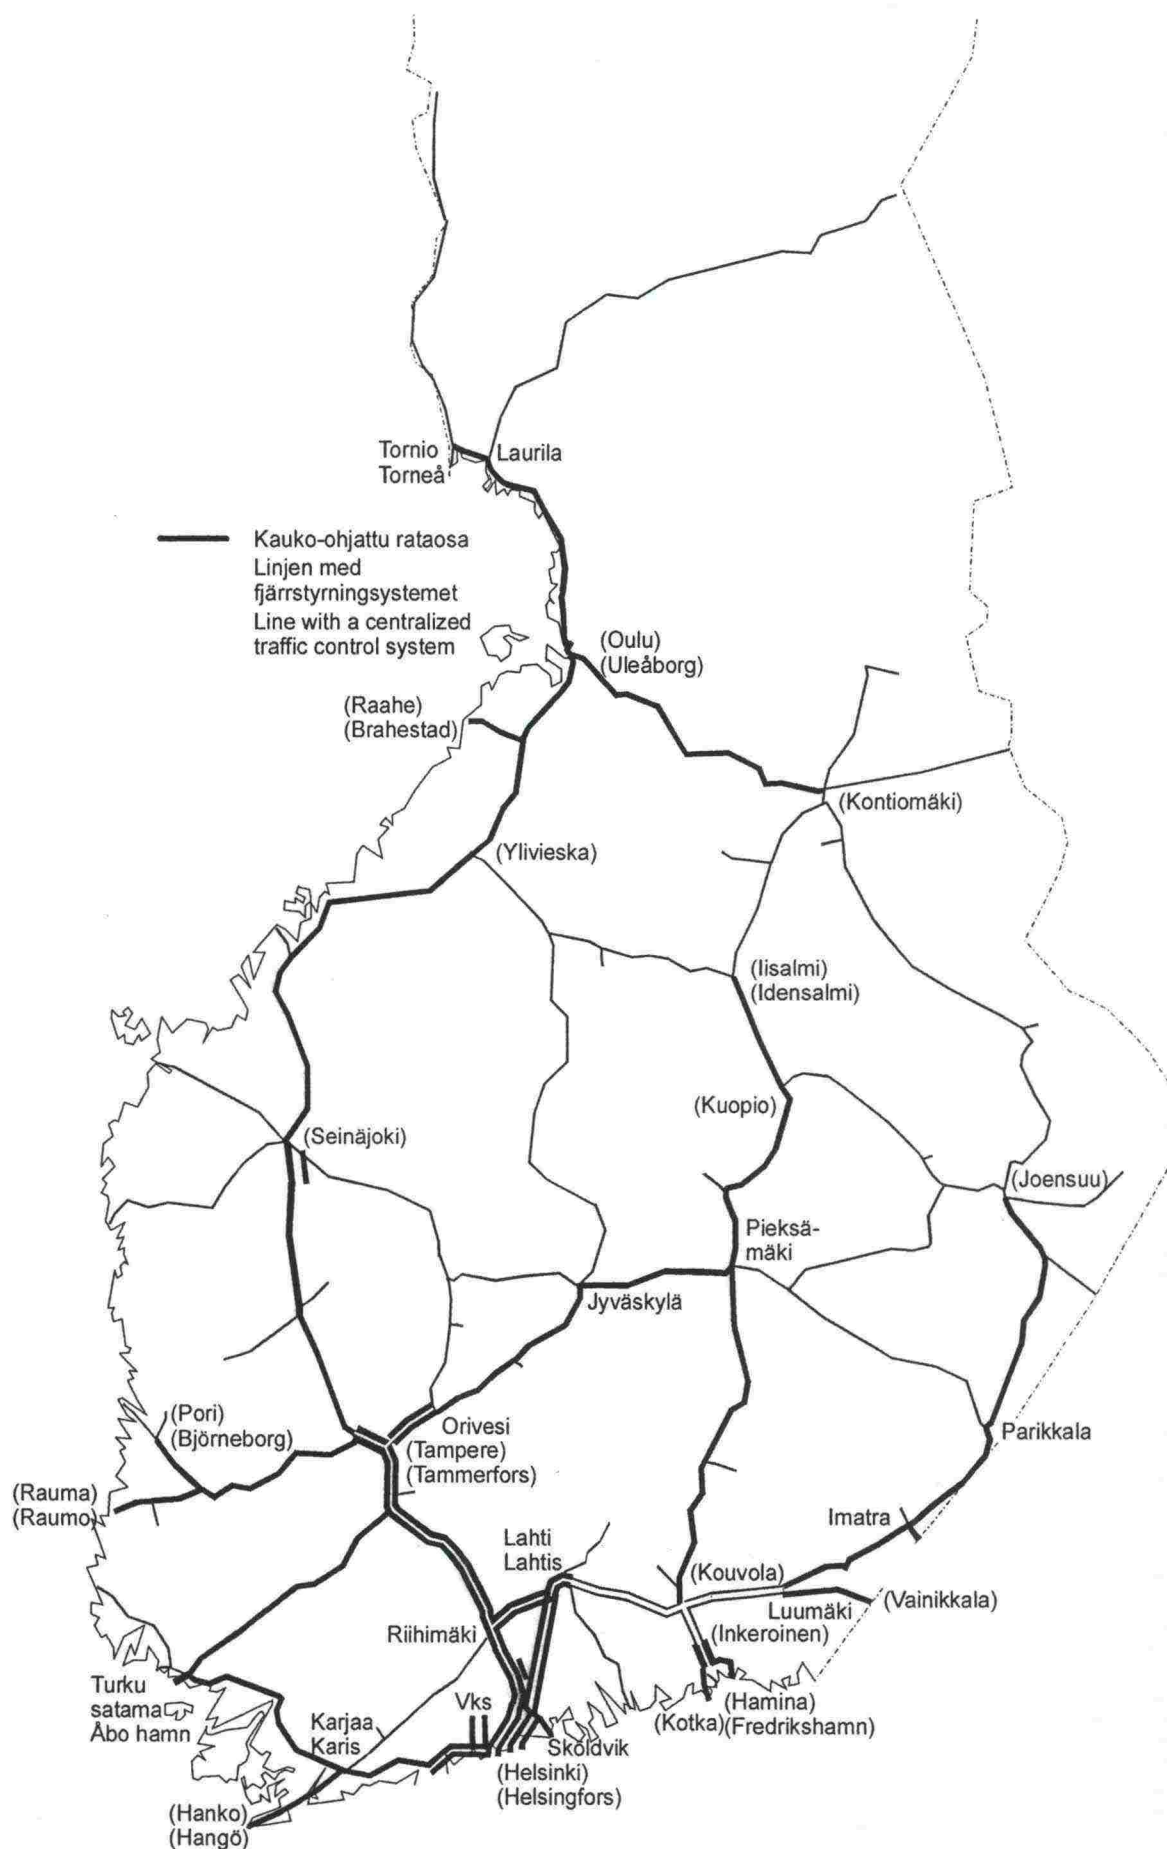 Tornio
Torneå
Laurila
Kauko-ohjattu rataosa
Linjen med
fjärrstyrningsystemet
Line with a centralized
traffic control system
(Oulu)
(Uleåborg)
(Raahe)
(Brahestad)
(Kontiomäki)
(Ylivieska)
(Iisalmi)
(Idensalmi)
(Kuopio)
(Seinäjoki)
(Joensuu)
Pieksä-
mäki
Jyväskylä
(Pori)
(Björneborg)
Orivesi
(Tampere)
(Tammerfors)
Parikkala
(Rauma)
(Raumo)
Imatra
Lahti
Lahtis
(Kouvola)
Luumäki
(Vainikkala)
Riihimäki
(Inkeroinen)
Turku
satama
Åbo hamn
Vks
Karjaa
Karis
(Hamina)
(Kotka)
(Fredrikshamn)
Sköldvik
(Helsinki)
(Helsingfors)
(Hanko)
(Hangö)